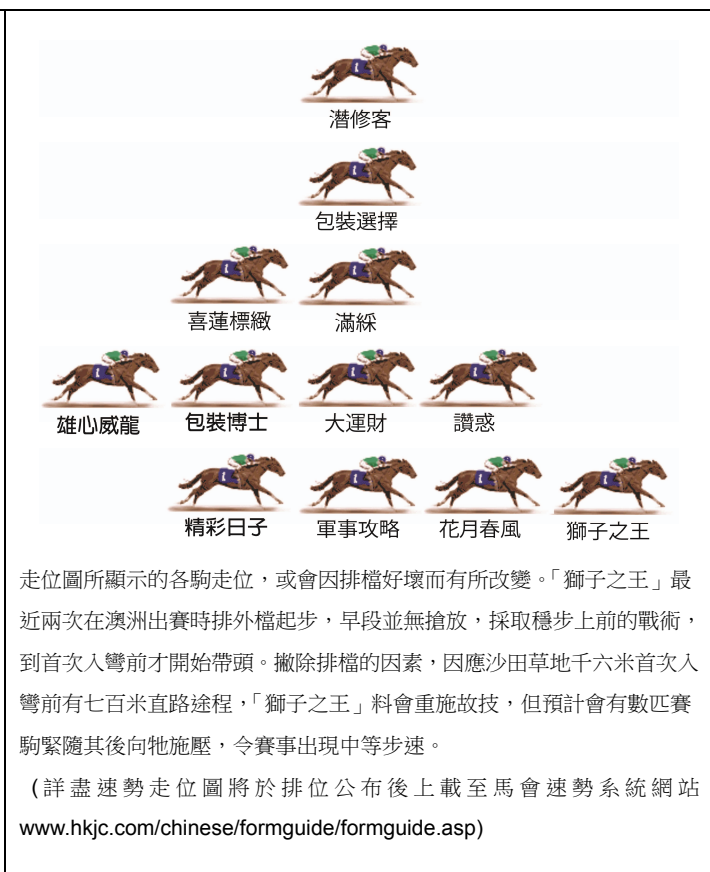 潛修客
包裝選擇
喜蓮標緻 滿綵
雄心威龍 包裝博士 大運財 讚惑
精彩日子 軍事攻略 花月春風 獅子之王
走位圖所顯示的各駒走位，或會因排檔好壞而有所改變。「獅子之王」最
近兩次在澳洲出賽時排外檔起步，早段並無搶放，採取穩步上前的戰術，
到首次入彎前才開始帶頭。撇除排檔的因素，因應沙田草地千六米首次入
彎前有七百米直路途程，「獅子之王」料會重施故技，但預計會有數匹賽
駒緊隨其後向牠施壓，令賽事出現中等步速。
(詳盡速勢走位圖將於排位公布後上載至馬會速勢系統網站
www.hkjc.com/chinese/formguide/formguide.asp)